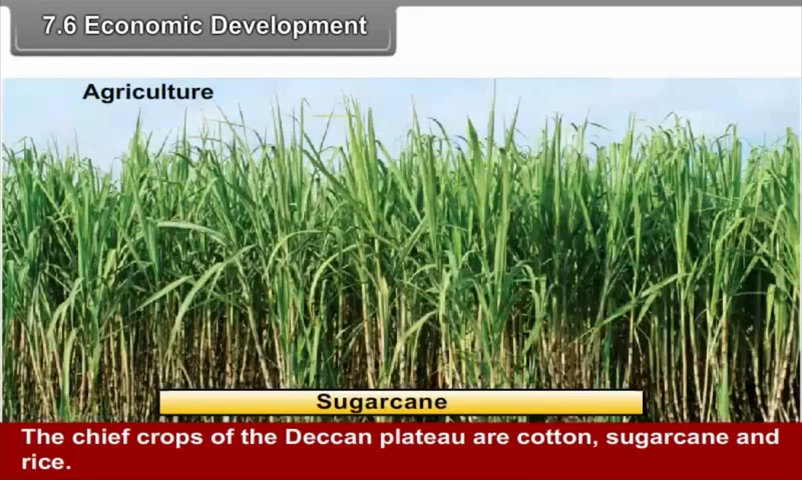 7.6 Economic Development
Agriculture
Sugarcane
The chief crops of the Deccan plateau are cotton, sugarcane and
rice.